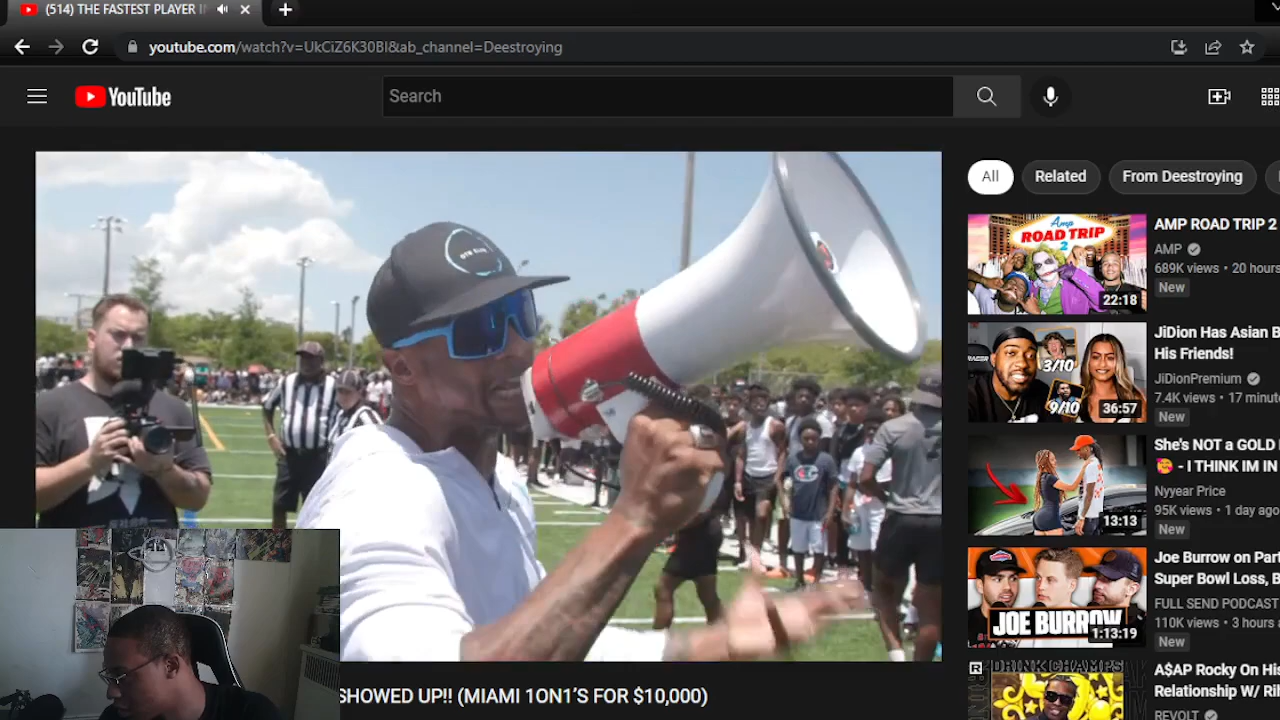 (514) THE FASTEST PLAYER I
youtube.com/watch?v=UkCiZ6K30BI&ab_channel=Deestroying
YouTube
Search
All
Related
From Deestroying
Amp
ROAD TRIP
2
22:18
AMP ROAD TRIP 2
AMP
689K views • 20 hours
New
3/10
9/10
36:57
JiDion Has Asian B
His Friends!
JiDionPremium
7.4K views • 17 minut
New
13:13
She's NOT a GOLD
🥰 - I THINK IM IN
Nyyear Price
95K views • 1 day ago
New
JOE BURROW
1:13:19
Joe Burrow on Par
Super Bowl Loss, B
FULL SEND PODCAST
110K views • 3 hours
New
DRINK CHAMPS
A$AP Rocky On His
Relationship W/ Ri
REVOLT
SHOWED UP!! (MIAMI 1ON1'S FOR $10,000)